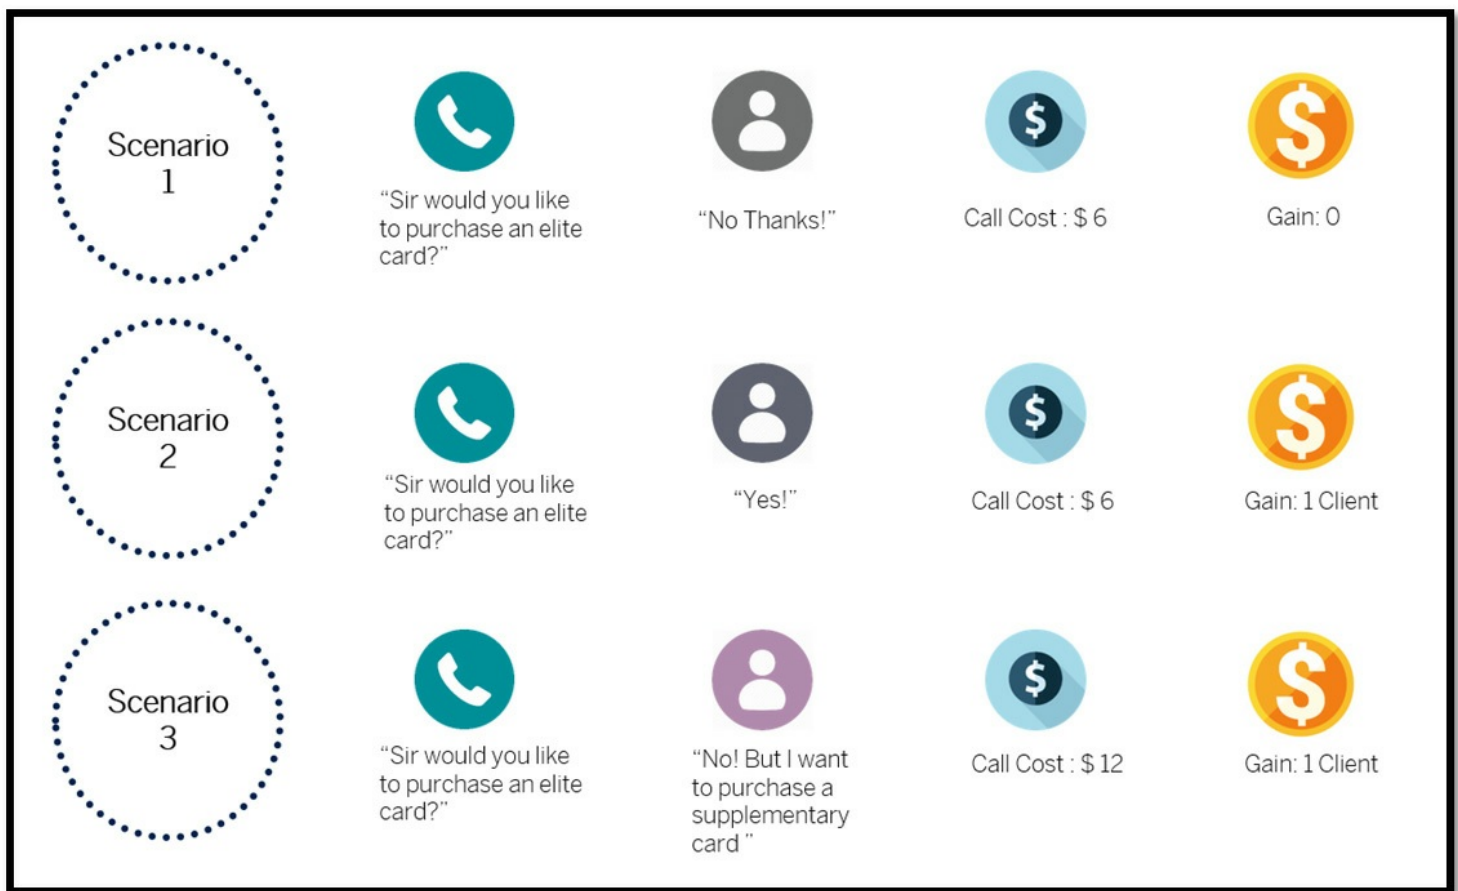 Scenario
1
“Sir would you like
to purchase an elite
card?”
“No Thanks!”
$
Call Cost : $ 6
$
Gain: 0
Scenario
2
“Sir would you like
to purchase an elite
card?”
“Yes!”
$
Call Cost : $ 6
$
Gain: 1 Client
Scenario
3
“Sir would you like
to purchase an elite
card?”
“No! But I want
to purchase a
supplementary
card ”
$
Call Cost : $ 12
$
Gain: 1 Client